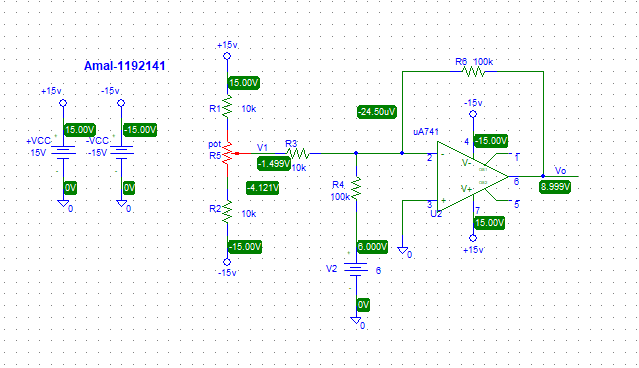 Amal-1192141
+15v -15v
+15v
15.00V
R1 10k
pot
R5
V1
-1.499V
R3
10k
-4.121V
R2 10k
-15.00V
-15v
15.00V
-15.00V
+VCC
15V
-VCC
-15V
0V
0V
0
0
R6 100k
-24.50uV
-15v
uA741
4
-15.00V
2
-
V-
1
OS1
6
Vo
8.999V
OS2
5
3
+
V+
U2
7
15.00V
+15v
0
R4
100k
6.000V
V2
6
0V
0